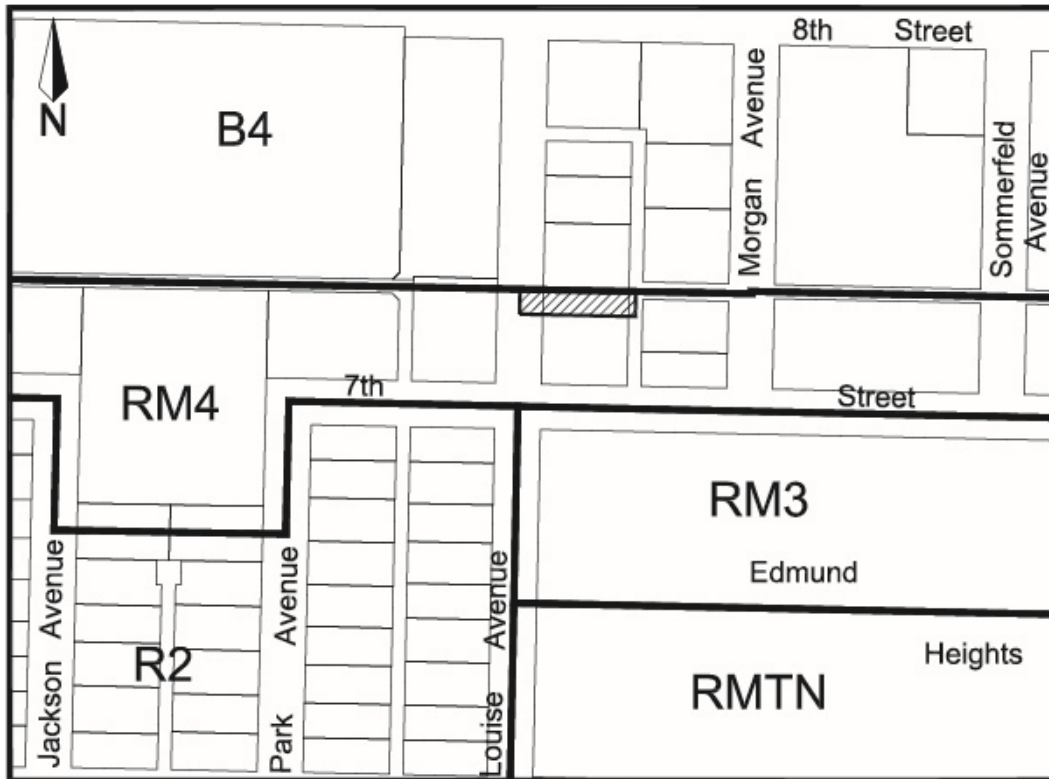 8th Street
N
B4
Morgan Avenue
Sommerfeld Avenue
RM4
7th Street
RM3
Edmund
Heights
RMTN
R2
Jackson Avenue
Park Avenue
Louise Avenue